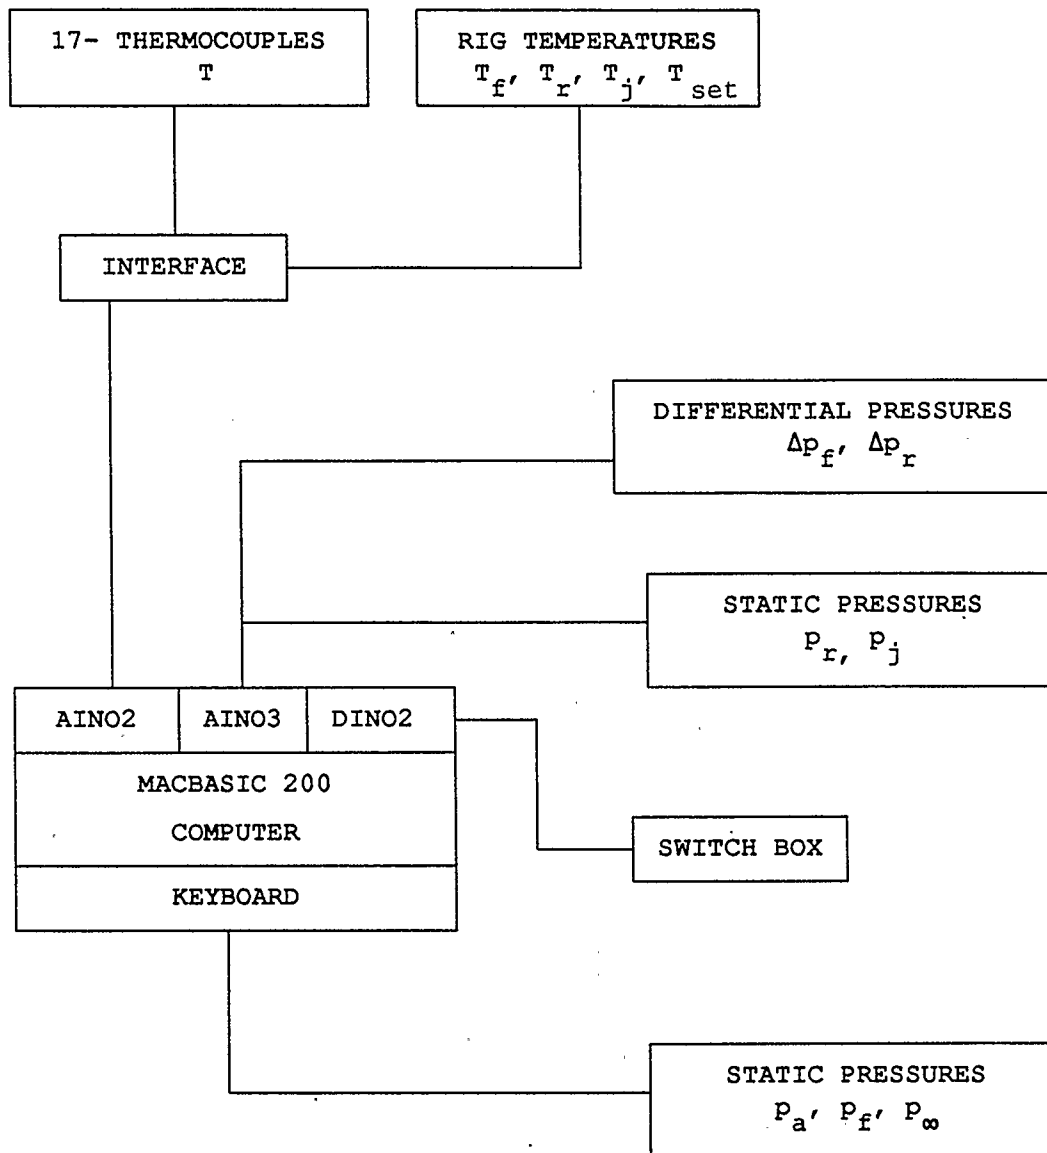 17- THERMOCOUPLES
T
RIG TEMPERATURES
T_f, T_r, T_j, T_set
INTERFACE
DIFFERENTIAL PRESSURES
Δp_f, Δp_r
STATIC PRESSURES
p_r, p_j
AINO2 AINO3 DINO2
MACBASIC 200
COMPUTER
SWITCH BOX
KEYBOARD
STATIC PRESSURES
p_a, p_f, p_∞